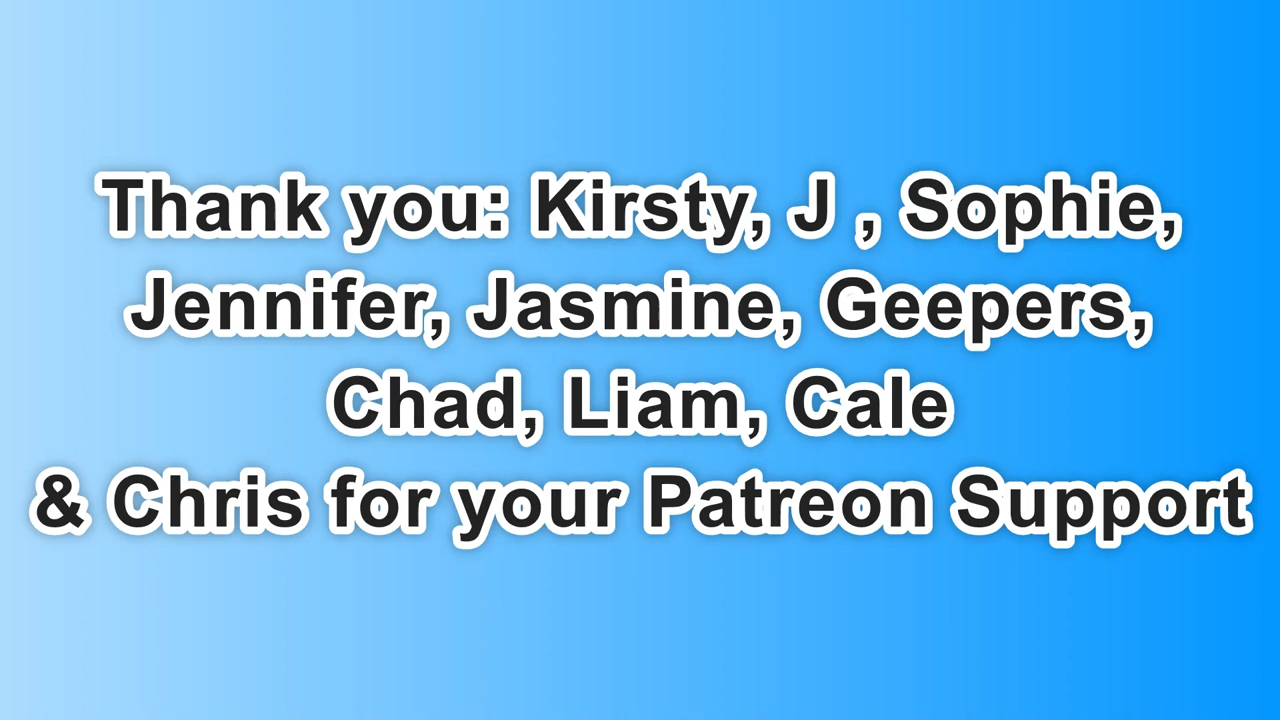 Thank you: Kirsty, J , Sophie,
Jennifer, Jasmine, Geepers,
Chad, Liam, Cale
& Chris for your Patreon Support